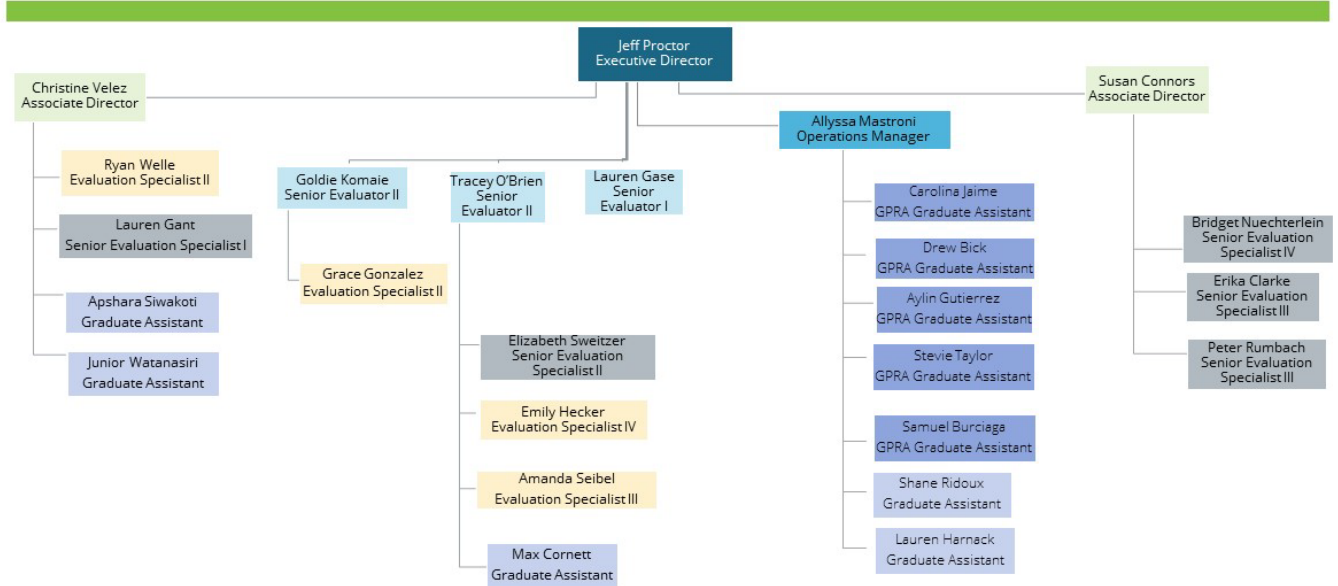 Jeff Proctor
Executive Director
Christine Velez
Associate Director
Susan Connors
Associate Director
Allyssa Mastroni
Operations Manager
Ryan Welle
Evaluation Specialist II
Lauren Gant
Senior Evaluation Specialist I
Apshara Siwakoti
Graduate Assistant
Junior Watanasiri
Graduate Assistant
Goldie Komaie
Senior Evaluator II
Grace Gonzalez
Evaluation Specialist II
Tracey O'Brien
Senior
Evaluator II
Elizabeth Sweitzer
Senior Evaluation
Specialist II
Emily Hecker
Evaluation Specialist IV
Amanda Seibel
Evaluation Specialist III
Max Cornett
Graduate Assistant
Lauren Gase
Senior
Evaluator I
Carolina Jaime
GPRA Graduate Assistant
Drew Bick
GPRA Graduate Assistant
Aylin Gutierrez
GPRA Graduate Assistant
Stevie Taylor
GPRA Graduate Assistant
Samuel Burciaga
GPRA Graduate Assistant
Shane Ridoux
Graduate Assistant
Lauren Harnack
Graduate Assistant
Bridget Nuechterlein
Senior Evaluation
Specialist IV
Erika Clarke
Senior Evaluation
Specialist III
Peter Rumbach
Senior Evaluation
Specialist III